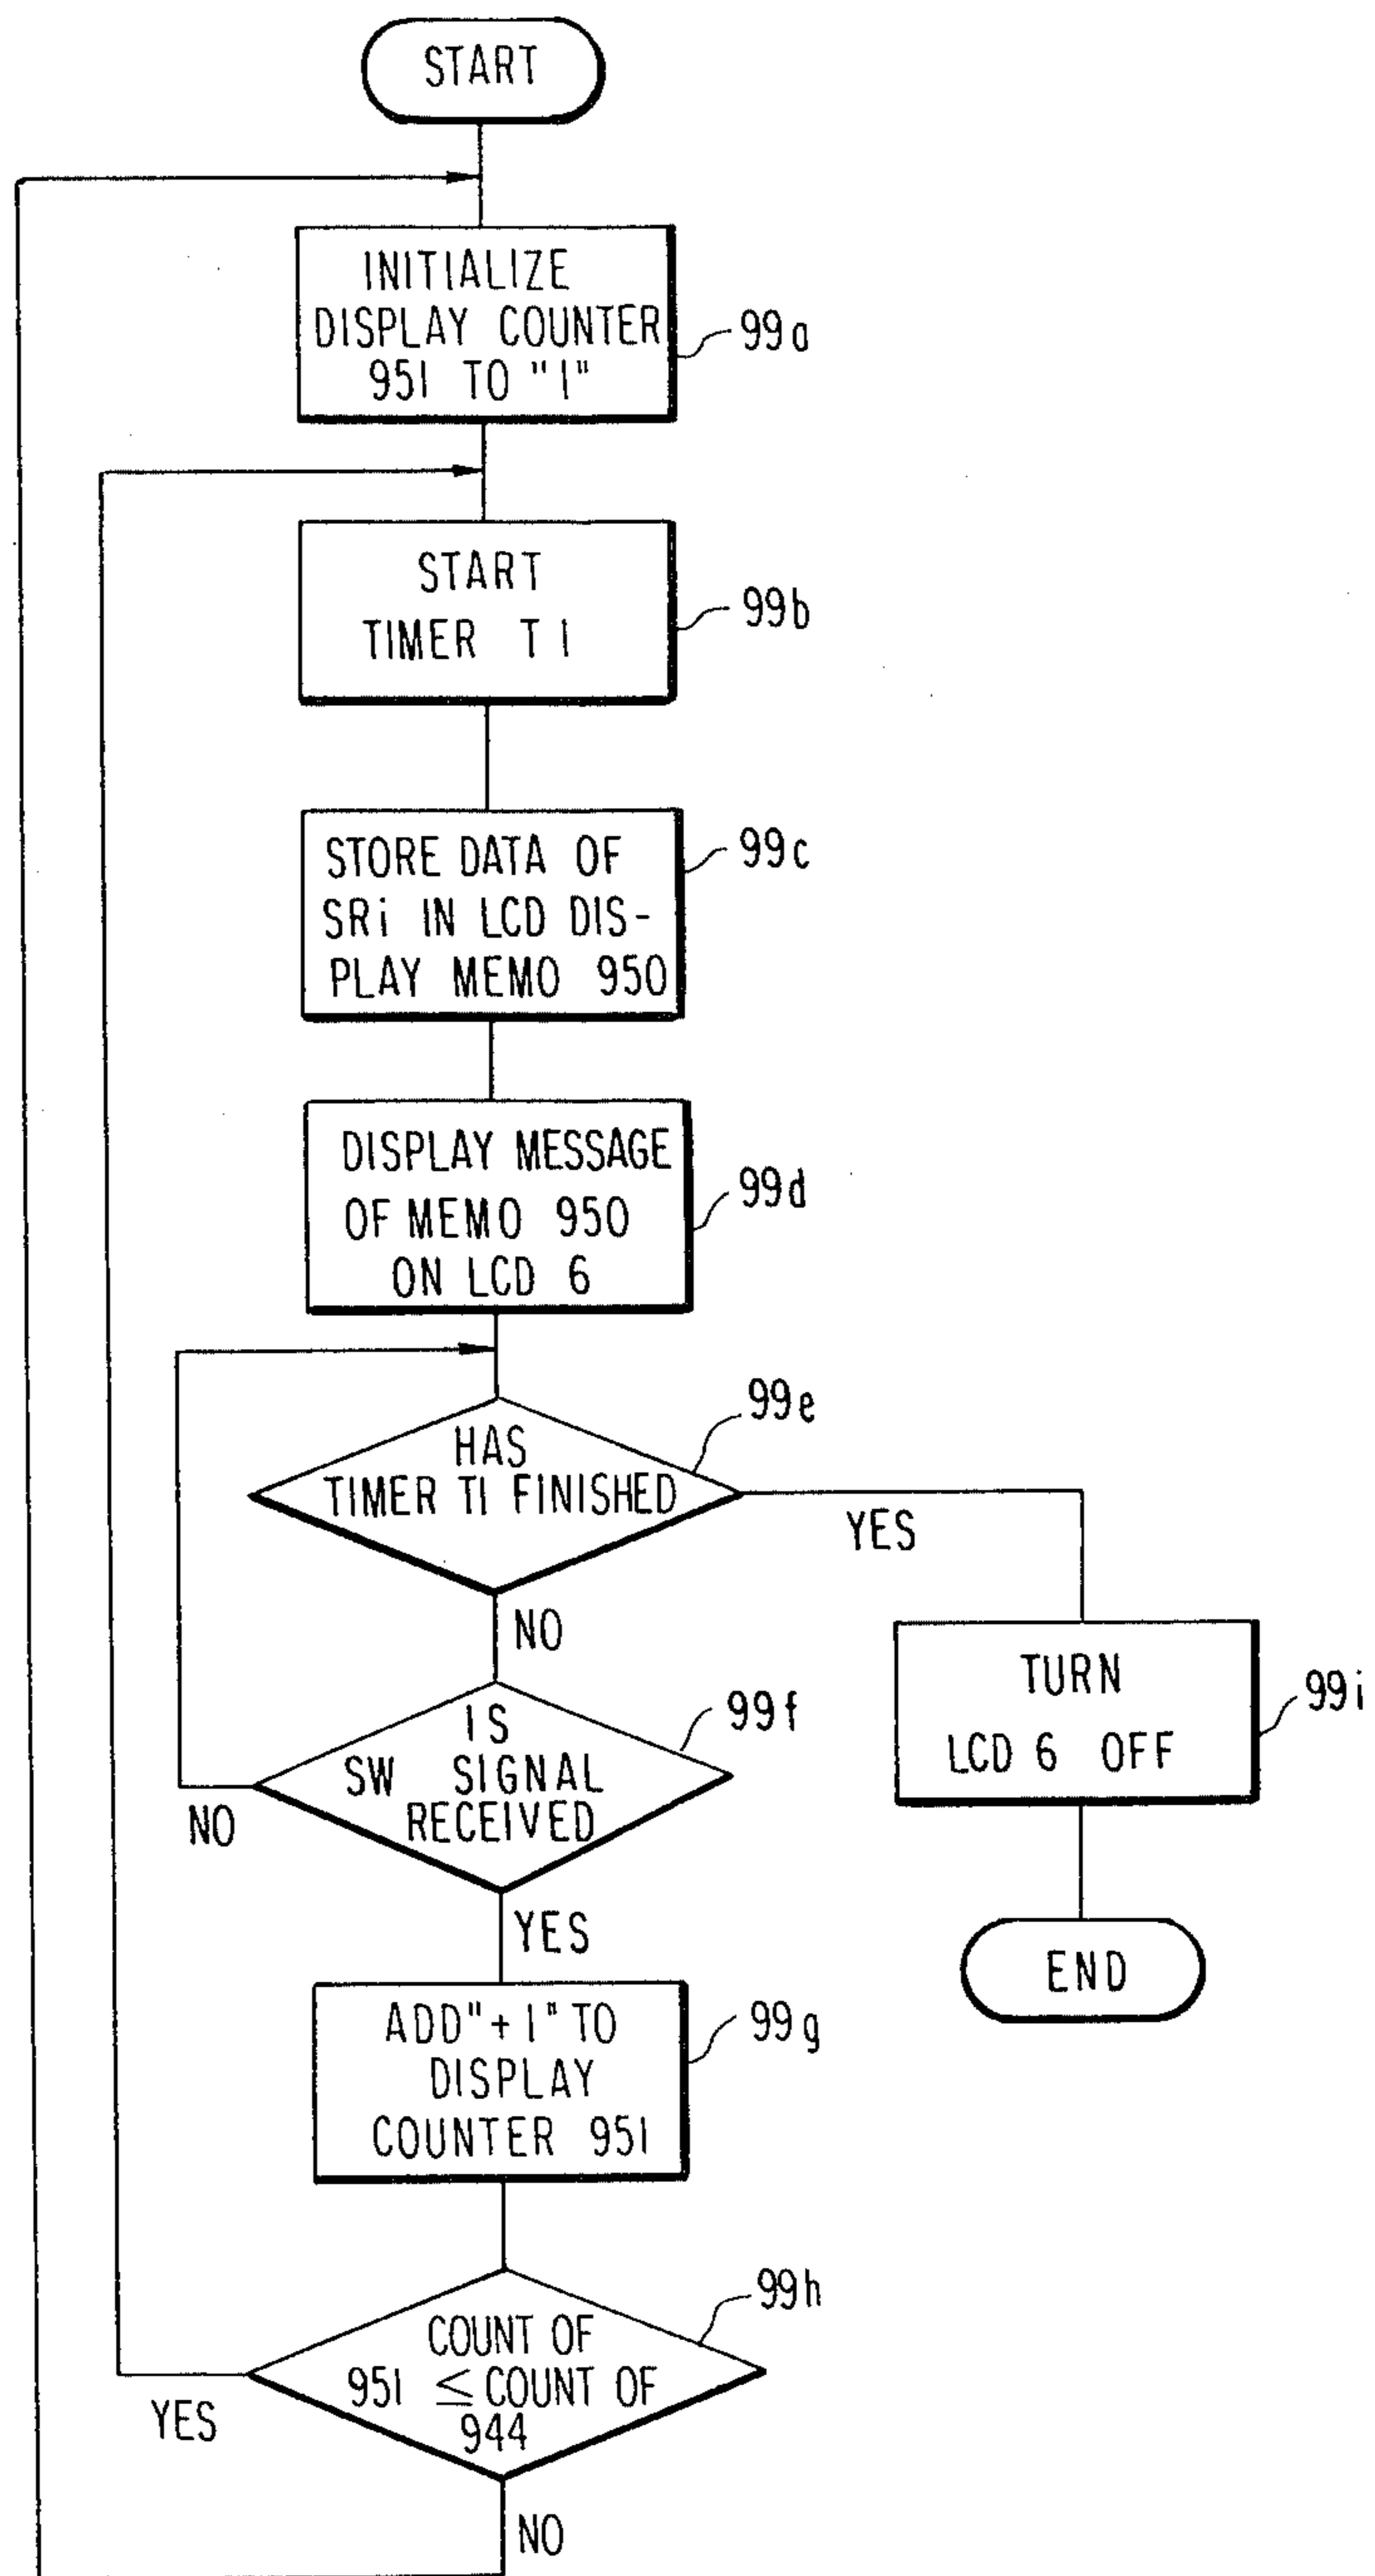 START
INITIALIZE
DISPLAY COUNTER
951 TO "1"
99a
START
TIMER T1
99b
STORE DATA OF
SRi IN LCD DIS-
PLAY MEMO 950
99c
DISPLAY MESSAGE
OF MEMO 950
ON LCD 6
99d
HAS
TIMER T1 FINISHED
99e
YES
NO
TURN
LCD 6 OFF
99i
END
IS
SW SIGNAL
RECEIVED
99f
NO
YES
ADD "+1" TO
DISPLAY
COUNTER 951
99g
COUNT OF
951 ≦ COUNT OF
944
99h
YES
NO